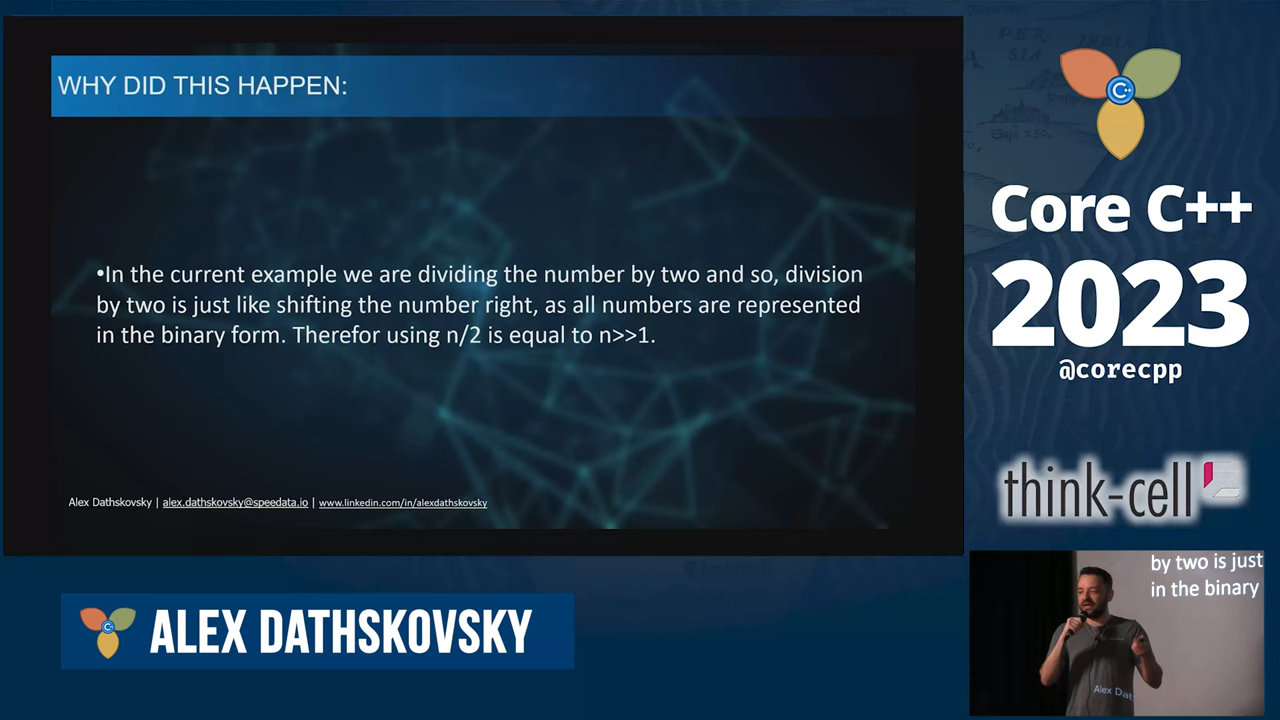 WHY DID THIS HAPPEN:
•In the current example we are dividing the number by two and so, division
by two is just like shifting the number right, as all numbers are represented
in the binary form. Therefor using n/2 is equal to n>>1.
Alex Dathskovsky | alex.dathskovsky@speedata.io | www.linkedin.com/in/alexdathskovsky
ALEX DATHSKOVSKY
C++
Core C++
2023
@corecpp
think-cell
by two is just
in the binary
Alex Dat